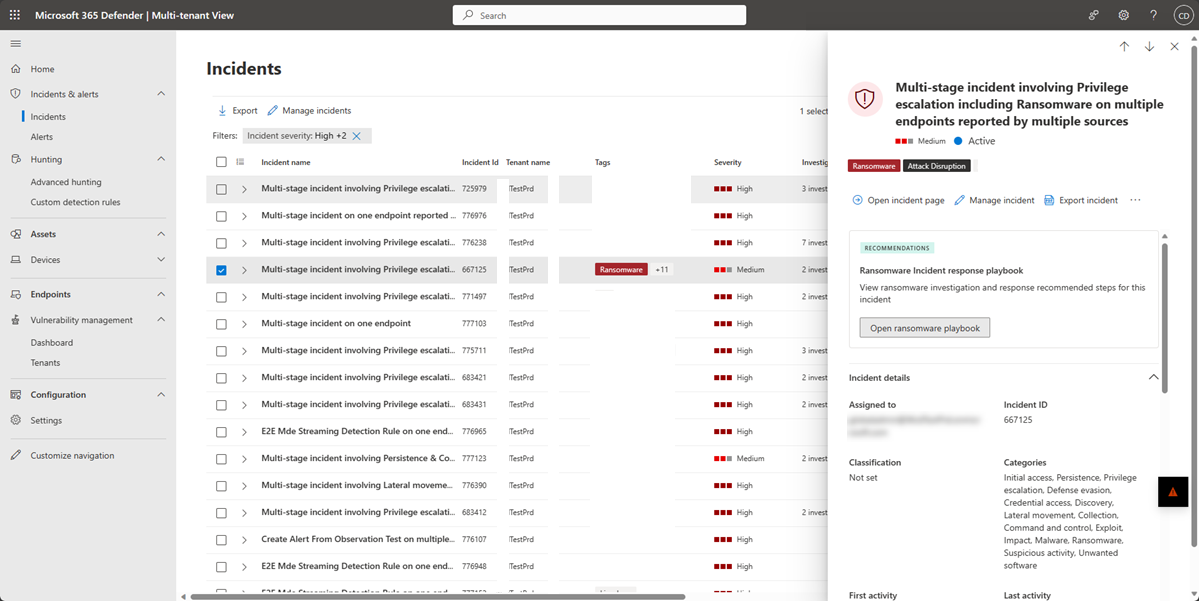 Microsoft 365 Defender | Multi-tenant View
Search
CD
Home
Incidents & alerts
Incidents
Alerts
Hunting
Advanced hunting
Custom detection rules
Assets
Devices
Endpoints
Vulnerability management
Dashboard
Tenants
Configuration
Settings
Customize navigation
Incidents
Export
Manage incidents
1 select
Filters:
Incident severity: High +2
Incident name Incident Id Tenant name Tags Severity Investig
Multi-stage incident involving Privilege escalati... 725979 TestPrd High 3 invest
Multi-stage incident on one endpoint reported ... 776976 TestPrd High
Multi-stage incident involving Privilege escalati... 776238 TestPrd High 7 invest
Multi-stage incident involving Privilege escalati... 667125 TestPrd Ransomware +11 Medium 2 invest
Multi-stage incident involving Privilege escalati... 771497 TestPrd High 2 invest
Multi-stage incident on one endpoint 777103 TestPrd High
Multi-stage incident involving Privilege escalati... 775711 TestPrd High 3 invest
Multi-stage incident involving Privilege escalati... 683421 TestPrd High 2 invest
Multi-stage incident involving Privilege escalati... 683431 TestPrd High 2 invest
E2E Mde Streaming Detection Rule on one end... 776965 TestPrd High
Multi-stage incident involving Persistence & Co... 777123 TestPrd Medium 2 invest
Multi-stage incident involving Lateral moveme... 776390 TestPrd High
Multi-stage incident involving Privilege escalati... 683412 TestPrd High 2 invest
Create Alert From Observation Test on multiple... 776107 TestPrd High
E2E Mde Streaming Detection Rule on one end... 776948 TestPrd High
Multi-stage incident involving Privilege
escalation including Ransomware on multiple
endpoints reported by multiple sources
Medium Active
Ransomware Attack Disruption
Open incident page Manage incident Export incident ...
RECOMMENDATIONS
Ransomware Incident response playbook
View ransomware investigation and response recommended steps for this
incident
Open ransomware playbook
Incident details
Assigned to
Incident ID
667125
Classification
Not set
Categories
Initial access, Persistence, Privilege
escalation, Defense evasion,
Credential access, Discovery,
Lateral movement, Collection,
Command and control, Exploit,
Impact, Malware, Ransomware,
Suspicious activity, Unwanted
software
First activity
Last activity